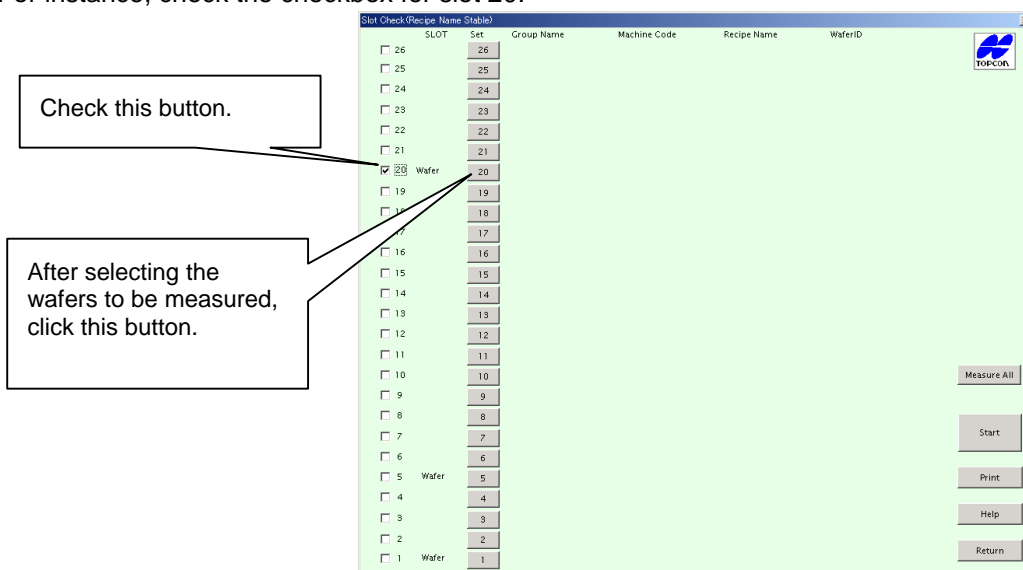 For instance, check the checkbox for slot 20.
Slot Check(Recipe Name Stable)
SLOT Set Group Name Machine Code Recipe Name WaferID
TOPCON
26 26
25 25
24 24
Check this button.
23 23
22 22
21 21
20 Wafer 20
19 19
18 18
17 17
16 16
After selecting the
wafers to be measured,
click this button.
15 15
14 14
13 13
12 12
11 11
10 10 Measure All
9 9
8 8
7 7 Start
6 6
5 Wafer 5 Print
4 4
3 3 Help
2 2
Return
1 Wafer 1